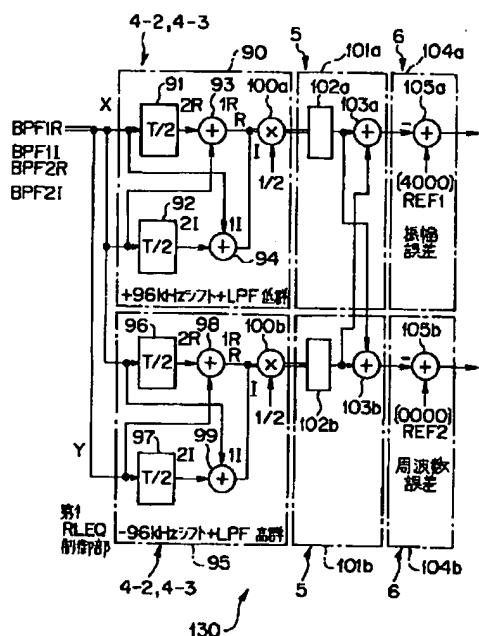 4-2, 4-3
90
5
101a
6
104a
91
93
100a
102a
103a
105a
X
2R
1R
R
I
BPF1R
BPF1I
BPF2R
BPF2I
T/2
+
×
+
-
+
1/2
{4000}
REF1
92
T/2
2I
1I
+
94
振幅
誤差
+96kHzシフト+LPF 低群
96
98
100b
105b
2R
1R
R
I
T/2
+
×
+
-
+
1/2
102b
103b
{0000}
REF2
Y
97
99
T/2
2I
1I
+
周波数
誤差
第1
RLEQ
制御部
-96kHzシフト+LPF 高群
4-2, 4-3
95
5
101b
6
104b
130